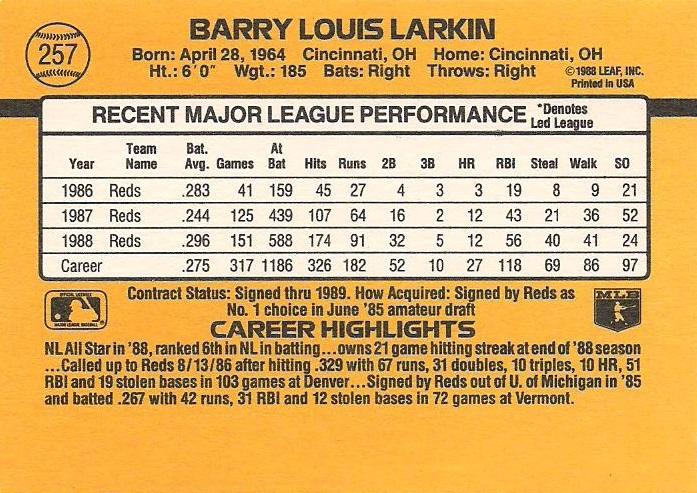 BARRY LOUIS LARKIN
257
Born: April 28, 1964 Cincinnati, OH Home: Cincinnati, OH
Ht.: 6'0" Wgt.: 185 Bats: Right Throws: Right
©1988 LEAF, INC.
Printed in USA
RECENT MAJOR LEAGUE PERFORMANCE *Denotes Led League
Year Team Name Bat. Avg. Games At Bat Hits Runs 2B 3B HR RBI Steal Walk SO
1986 Reds .283 41 159 45 27 4 3 3 19 8 9 21
1987 Reds .244 125 439 107 64 16 2 12 43 21 36 52
1988 Reds .296 151 588 174 91 32 5 12 56 40 41 24
Career .275 317 1186 326 182 52 10 27 118 69 86 97
Contract Status: Signed thru 1989. How Acquired: Signed by Reds as
No. 1 choice in June '85 amateur draft
MLB
CAREER HIGHLIGHTS
NL All Star in '88, ranked 6th in NL in batting...owns 21 game hitting streak at end of '88 season
...Called up to Reds 8/13/86 after hitting .329 with 67 runs, 31 doubles, 10 triples, 10 HR, 51
RBI and 19 stolen bases in 103 games at Denver...Signed by Reds out of U. of Michigan in '85
and batted .267 with 42 runs, 31 RBI and 12 stolen bases in 72 games at Vermont.